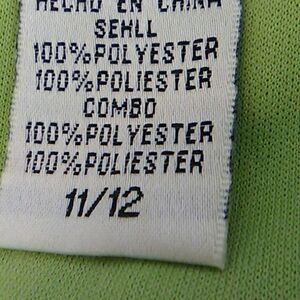 HECHO EN CHINA
SEHLL
100%POLYESTER
100%POLIESTER
COMBO
100%POLYESTER
100%POLIESTER
11/12